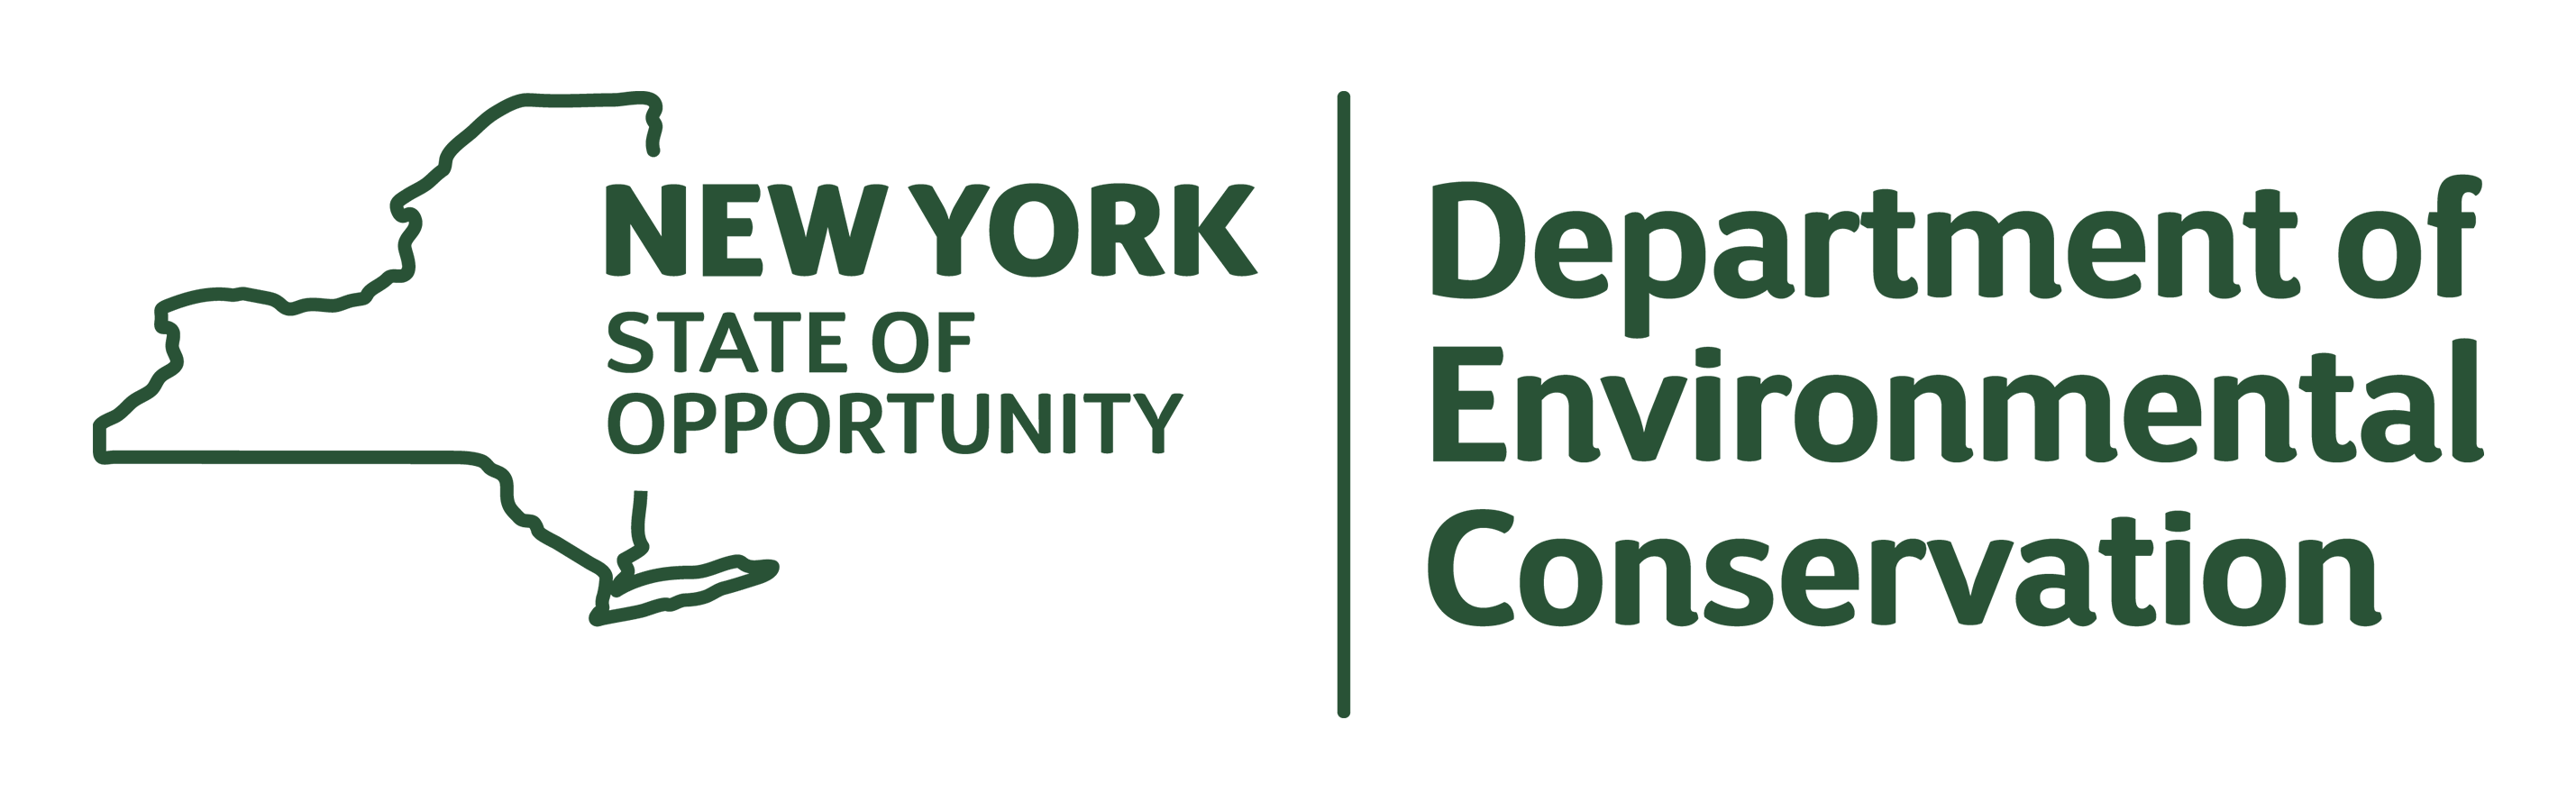 NEW YORK
STATE OF
OPPORTUNITY
Department of
Environmental
Conservation